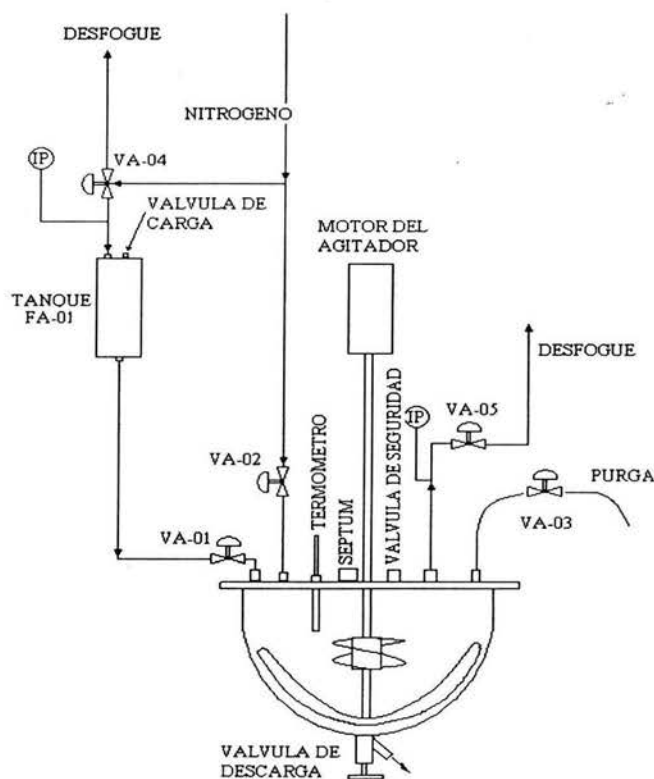 DESFOGUE
NITROGENO
IP
VA-04
VALVULA DE
CARGA
MOTOR DEL
AGITADOR
TANQUE
FA-01
DESFOGUE
IP
VA-05
VA-02
TERMOMETRO
SEPTUM
VALVULA DE SEGURIDAD
PURGA
VA-03
VA-01
VALVULA DE
DESCARGA